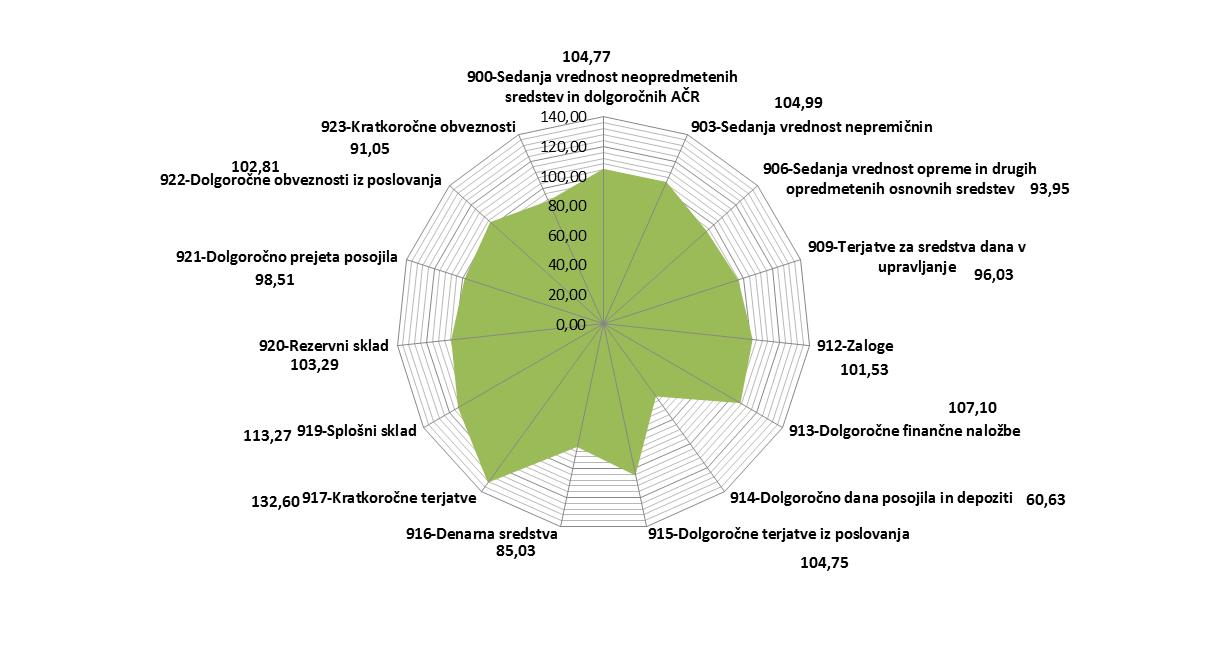 104,77
900-Sedanja vrednost neopredmetenih
sredstev in dolgoročnih AČR
104,99
903-Sedanja vrednost nepremičnin
906-Sedanja vrednost opreme in drugih
opredmetenih osnovnih sredstev 93,95
909-Terjatve za sredstva dana v
upravljanje 96,03
912-Zaloge
101,53
107,10
913-Dolgoročne finančne naložbe
914-Dolgoročno dana posojila in depoziti 60,63
915-Dolgoročne terjatve iz poslovanja
104,75
916-Denarna sredstva
85,03
132,60 917-Kratkoročne terjatve
113,27 919-Splošni sklad
920-Rezervni sklad
103,29
921-Dolgoročno prejeta posojila
98,51
102,81
922-Dolgoročne obveznosti iz poslovanja
923-Kratkoročne obveznosti
91,05
140,00
120,00
100,00
80,00
60,00
40,00
20,00
0,00